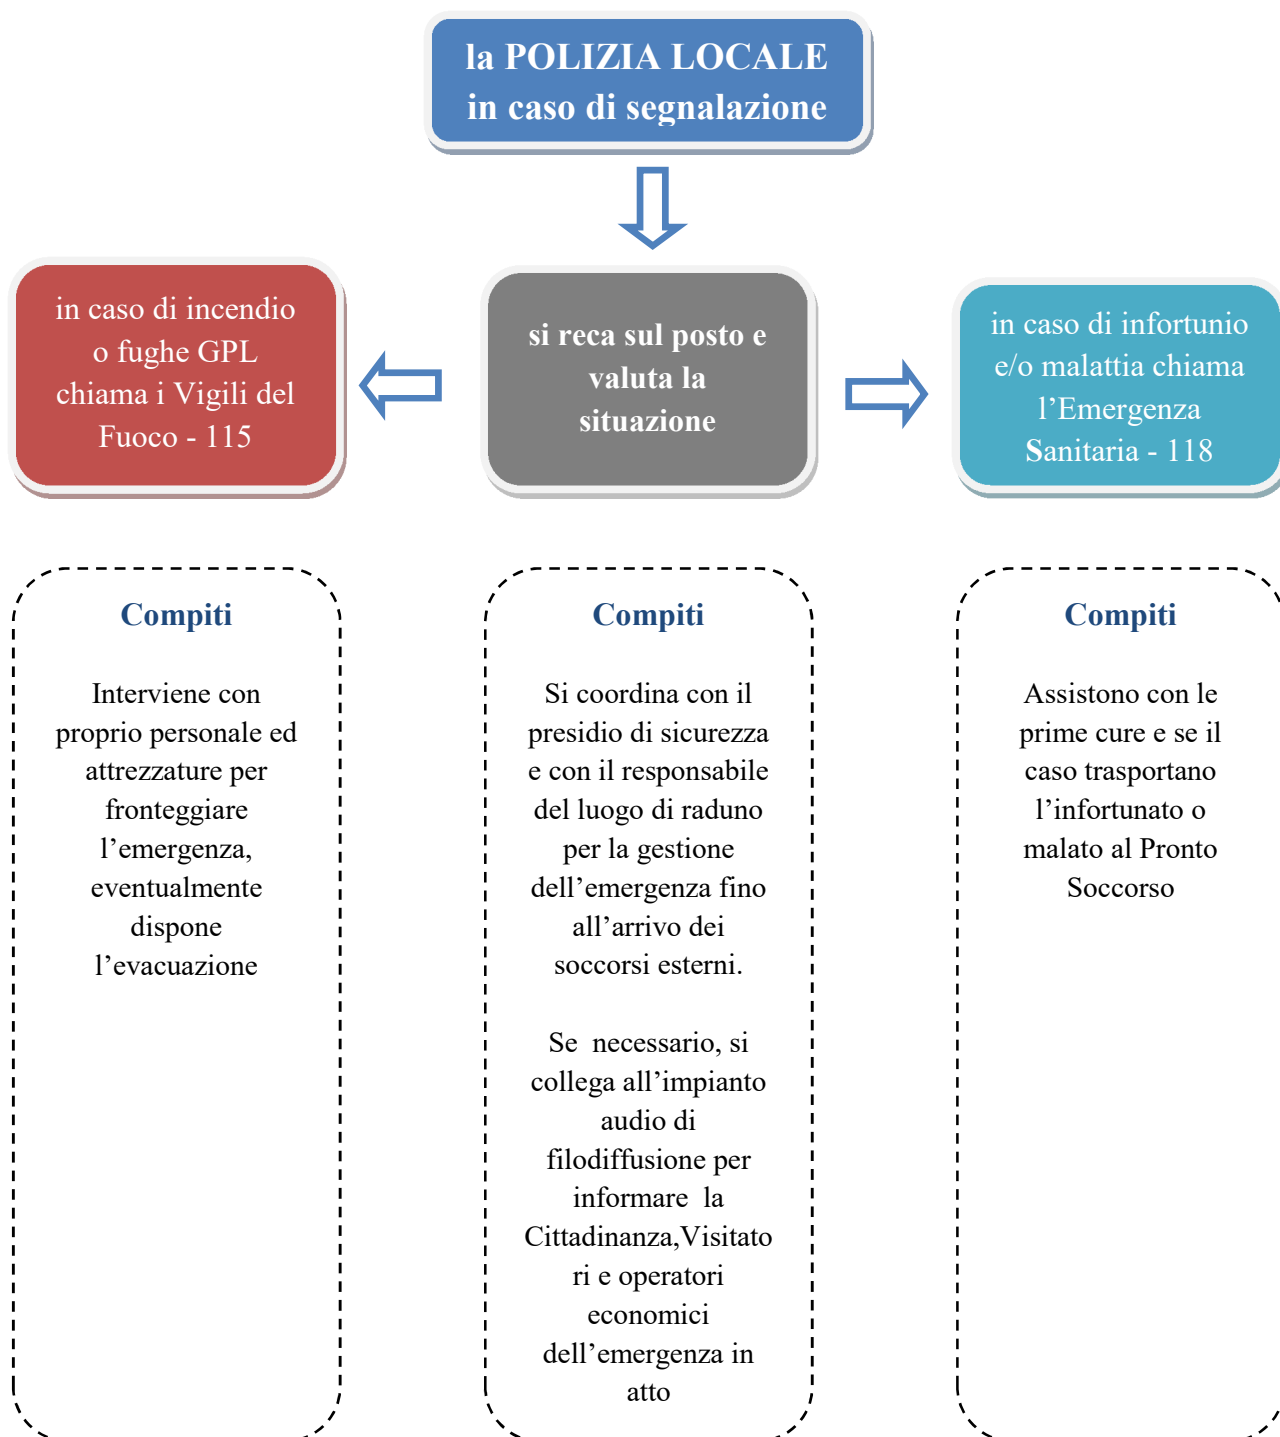 la POLIZIA LOCALE
in caso di segnalazione
in caso di incendio
o fughe GPL
chiama i Vigili del
Fuoco - 115
si reca sul posto e
valuta la
situazione
in caso di infortunio
e/o malattia chiama
l’Emergenza
Sanitaria - 118
Compiti
Interviene con
proprio personale ed
attrezzature per
fronteggiare
l’emergenza,
eventualmente
dispone
l’evacuazione
Compiti
Si coordina con il
presidio di sicurezza
e con il responsabile
del luogo di raduno
per la gestione
dell’emergenza fino
all’arrivo dei
soccorsi esterni.
Se  necessario, si
collega all’impianto
audio di
filodiffusione per
informare  la
Cittadinanza,Visitato
ri e operatori
economici
dell’emergenza in
atto
Compiti
Assistono con le
prime cure e se il
caso trasportano
l’infortunato o
malato al Pronto
Soccorso